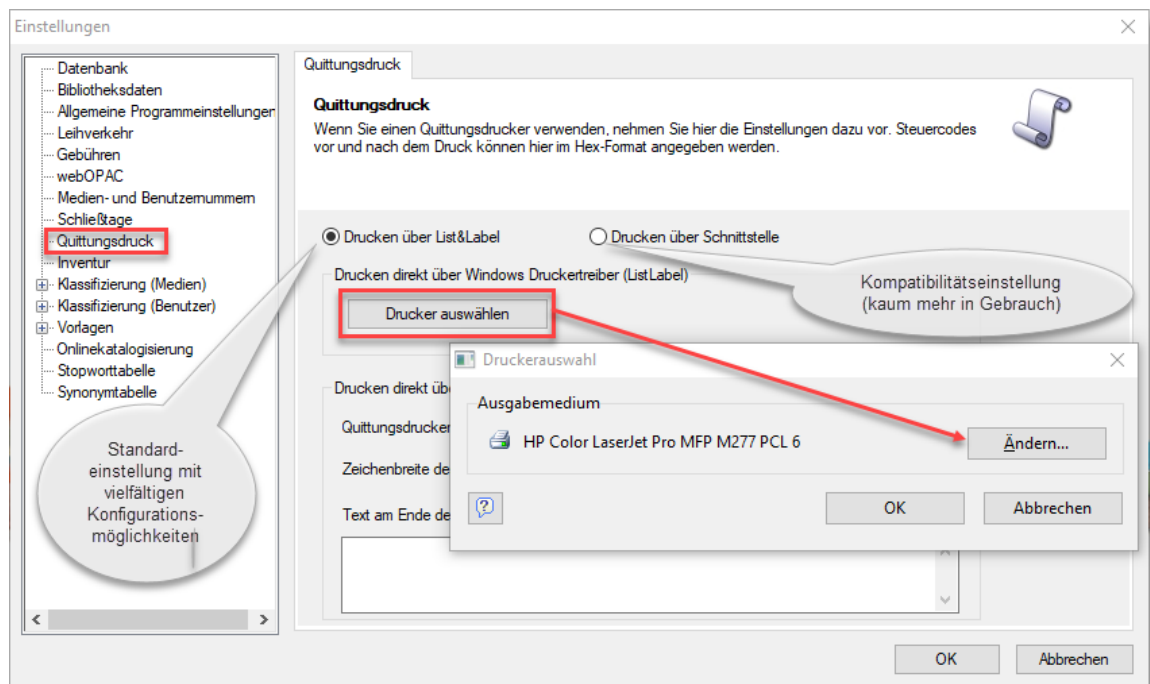 Einstellungen
Datenbank
Bibliotheksdaten
Allgemeine Programmeinstellungen
Leihverkehr
Gebühren
webOPAC
Medien- und Benutzernummern
Schließtage
Quittungsdruck
Inventur
Klassifizierung (Medien)
Klassifizierung (Benutzer)
Vorlagen
Onlinekatalogisierung
Stopworttabelle
Synonymtabelle
Standard-
einstellung mit
vielfältigen
Konfigurations-
möglichkeiten
Quittungsdruck
Quittungsdruck
Wenn Sie einen Quittungsdrucker verwenden, nehmen Sie hier die Einstellungen dazu vor. Steuercodes
vor und nach dem Druck können hier im Hex-Format angegeben werden.
Drucken über List&Label
Drucken über Schnittstelle
Drucken direkt über Windows Druckertreiber (ListLabel)
Drucker auswählen
Kompatibilitätseinstellung
(kaum mehr in Gebrauch)
Drucken direkt üb
Quittungsdrucker
Zeichenbreite de
Text am Ende de
Druckerauswahl
Ausgabemedium
HP Color LaserJet Pro MFP M277 PCL 6
Ändern...
OK
Abbrechen
OK
Abbrechen